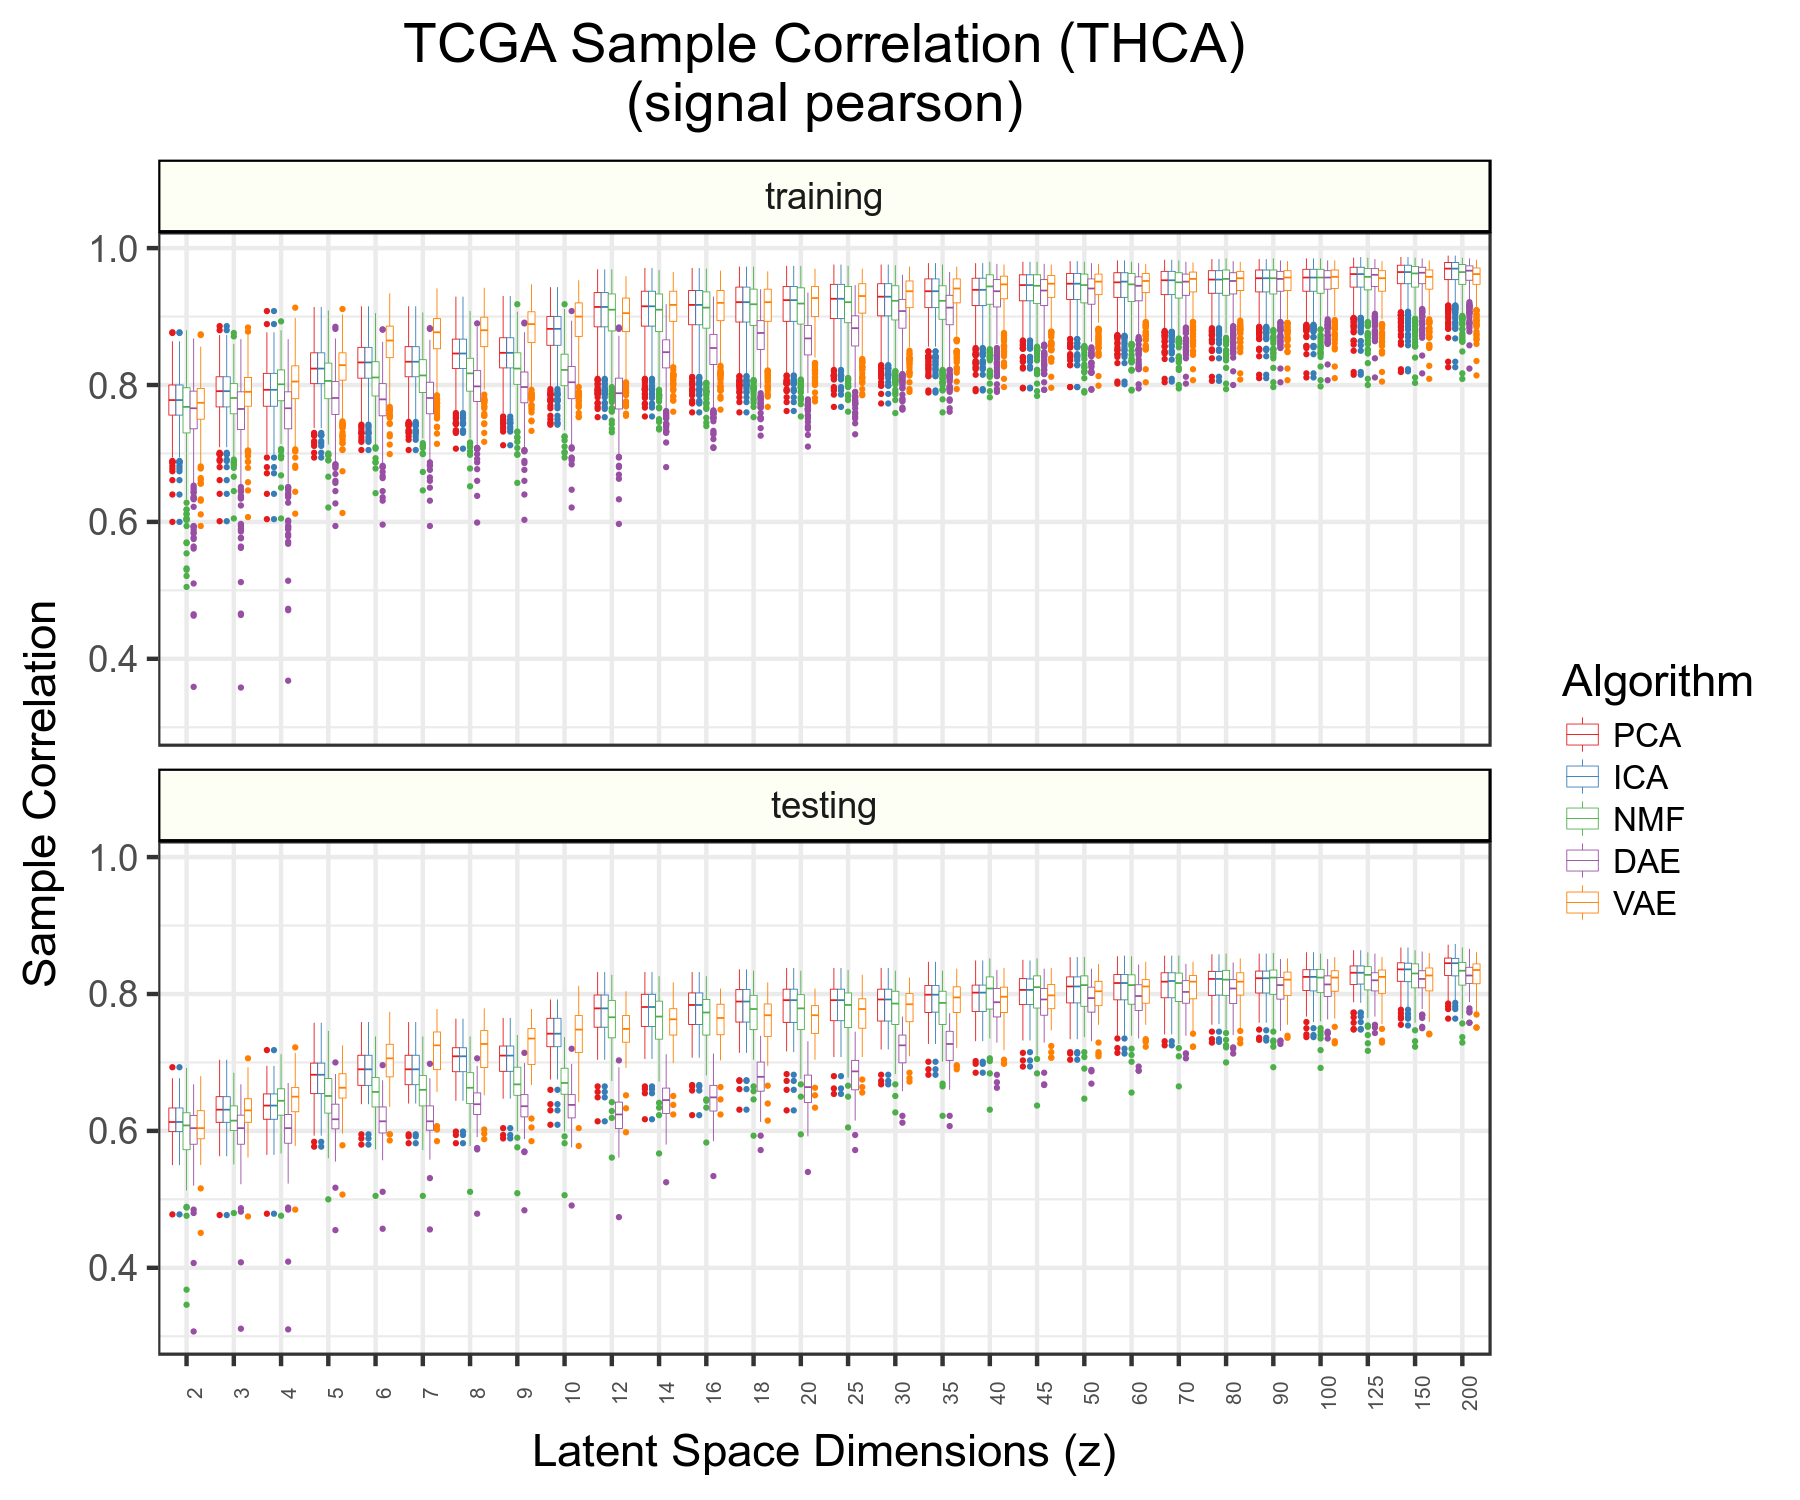 TCGA Sample Correlation (THCA)
(signal pearson)
training
1.0
0.8
0.6
0.4
testing
1.0
0.8
0.6
0.4
Sample Correlation
2 3 4 5 6 7 8 9 10 12 14 16 18 20 25 30 35 40 45 50 60 70 80 90 100 125 150 200
Latent Space Dimensions (z)
Algorithm
PCA
ICA
NMF
DAE
VAE